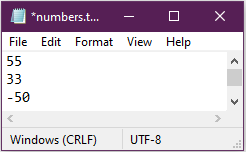 *numbers.t...
File Edit Format View Help
55
33
-50
Windows (CRLF) UTF-8